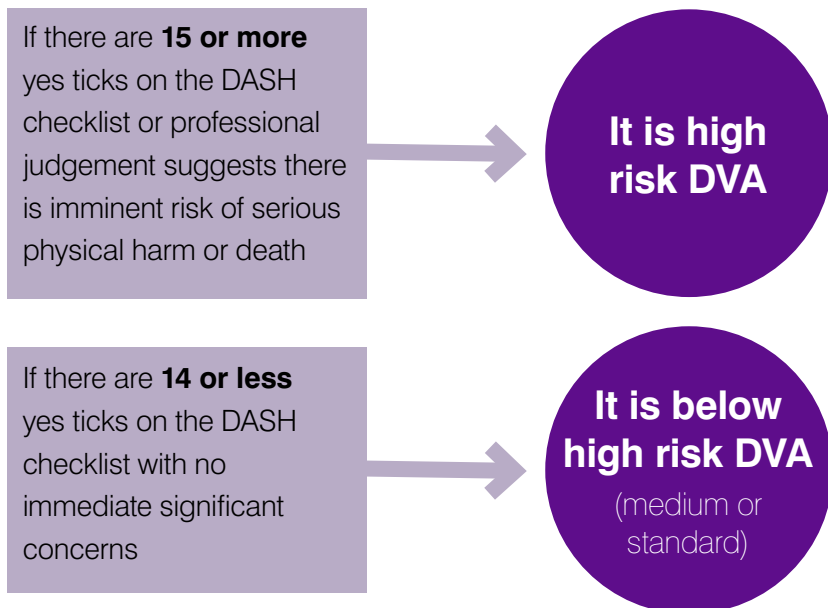 If there are 15 or more
yes ticks on the DASH
checklist or professional
judgement suggests there
is imminent risk of serious
physical harm or death
It is high
risk DVA
If there are 14 or less
yes ticks on the DASH
checklist with no
immediate significant
concerns
It is below
high risk DVA
(medium or
standard)